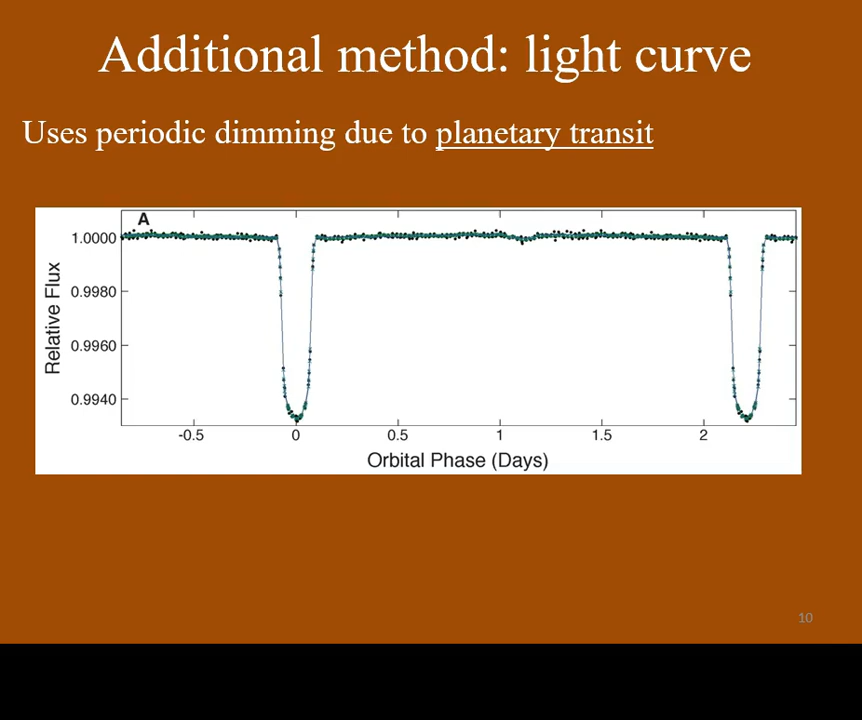 Additional method: light curve
Uses periodic dimming due to planetary transit
A
1.0000
0.9980
0.9960
0.9940
Relative Flux
-0.5 0 0.5 1 1.5 2
Orbital Phase (Days)
10